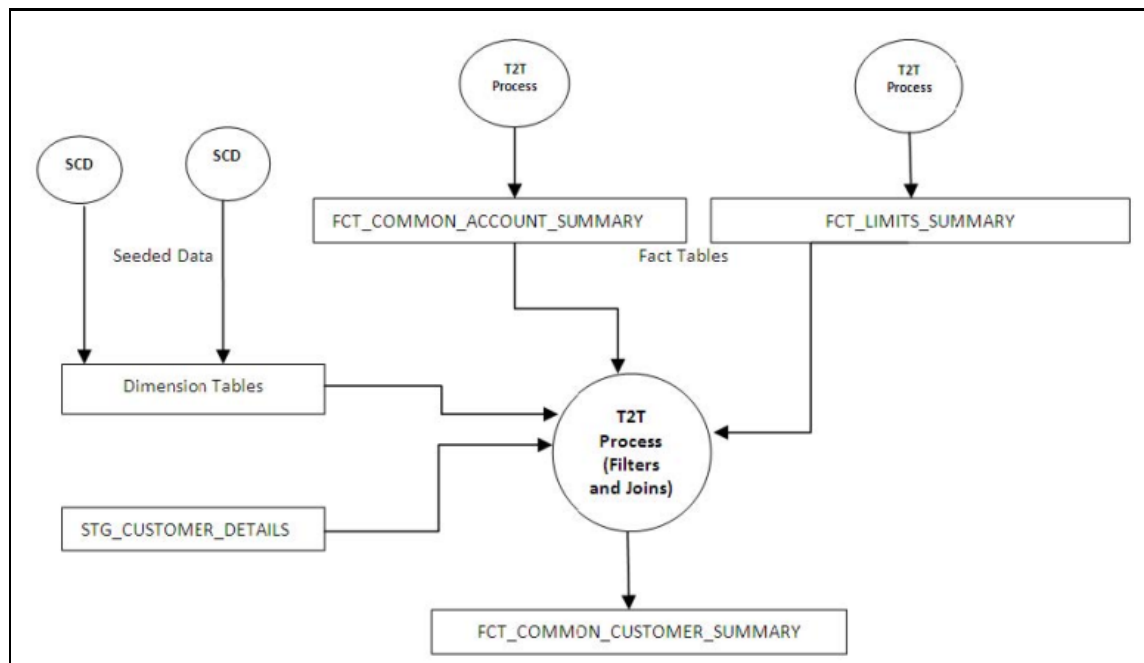 T2T
Process
T2T
Process
SCD
SCD
FCT_COMMON_ACCOUNT_SUMMARY
FCT_LIMITS_SUMMARY
Seeded Data
Fact Tables
Dimension Tables
T2T
Process
(Filters
and Joins)
STG_CUSTOMER_DETAILS
FCT_COMMON_CUSTOMER_SUMMARY